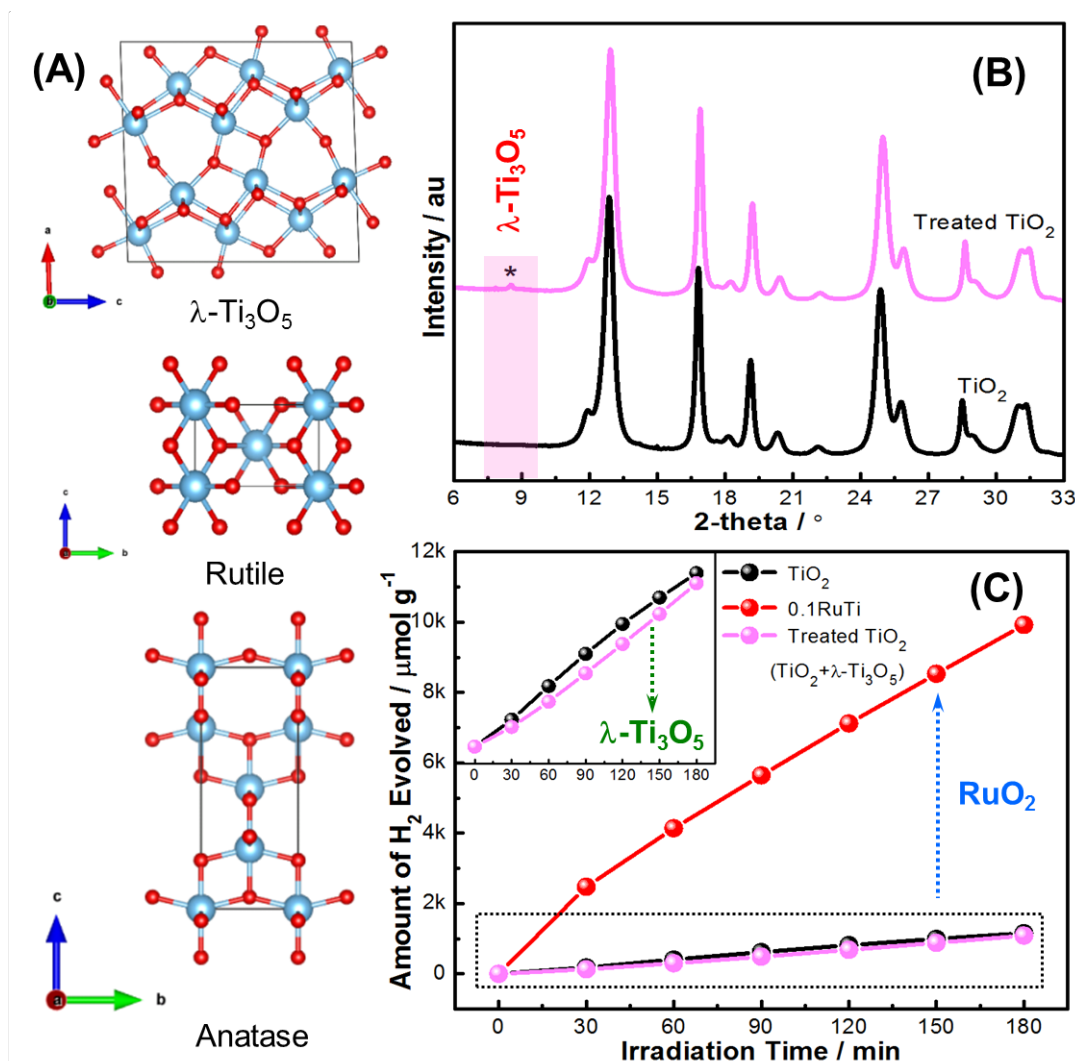 (A)
a
b
c
λ-Ti₃O₅
c
a
b
Rutile
c
a
b
Anatase
(B)
Intensity / au
λ-Ti₃O₅
*
Treated TiO₂
TiO₂
6 9 12 15 18 21 24 27 30 33
2-theta / °
(C)
Amount of H₂ Evolved / μmol g⁻¹
12k
10k
8k
6k
4k
2k
0
TiO₂
0.1RuTi
Treated TiO₂
(TiO₂+λ-Ti₃O₅)
λ-Ti₃O₅
0 30 60 90 120 150 180
RuO₂
0 30 60 90 120 150 180
Irradiation Time / min